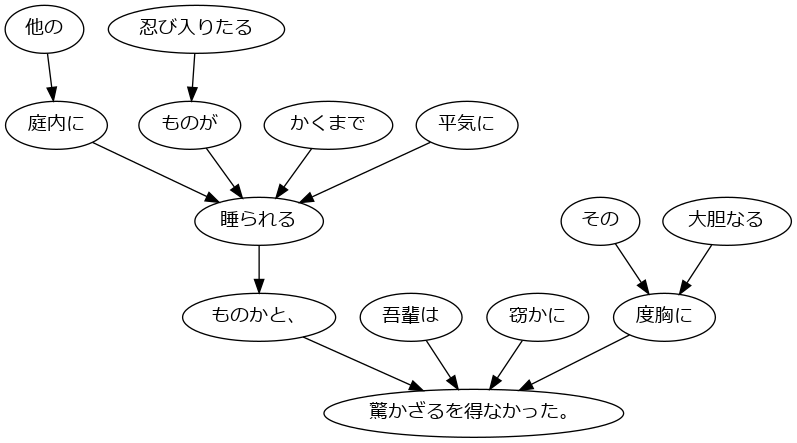 他の
忍び入りたる
庭内に
ものが
かくまで
平気に
睡られる
その
大胆なる
ものかと、
吾輩は
窃かに
度胸に
驚かざるを得なかった。